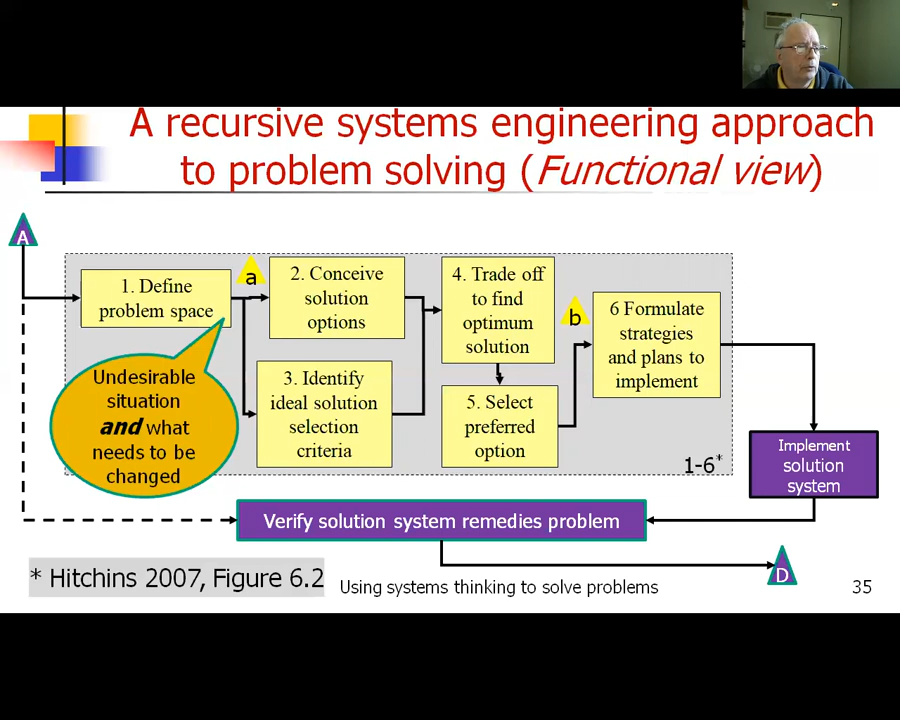 A recursive systems engineering approach
to problem solving (Functional view)
A
1. Define
problem space
a
2. Conceive
solution
options
3. Identify
ideal solution
selection
criteria
4. Trade off
to find
optimum
solution
5. Select
preferred
option
b
6 Formulate
strategies
and plans to
implement
Undesirable
situation
and what
needs to be
changed
1-6*
Implement
solution
system
Verify solution system remedies problem
D
* Hitchins 2007, Figure 6.2
Using systems thinking to solve problems
35